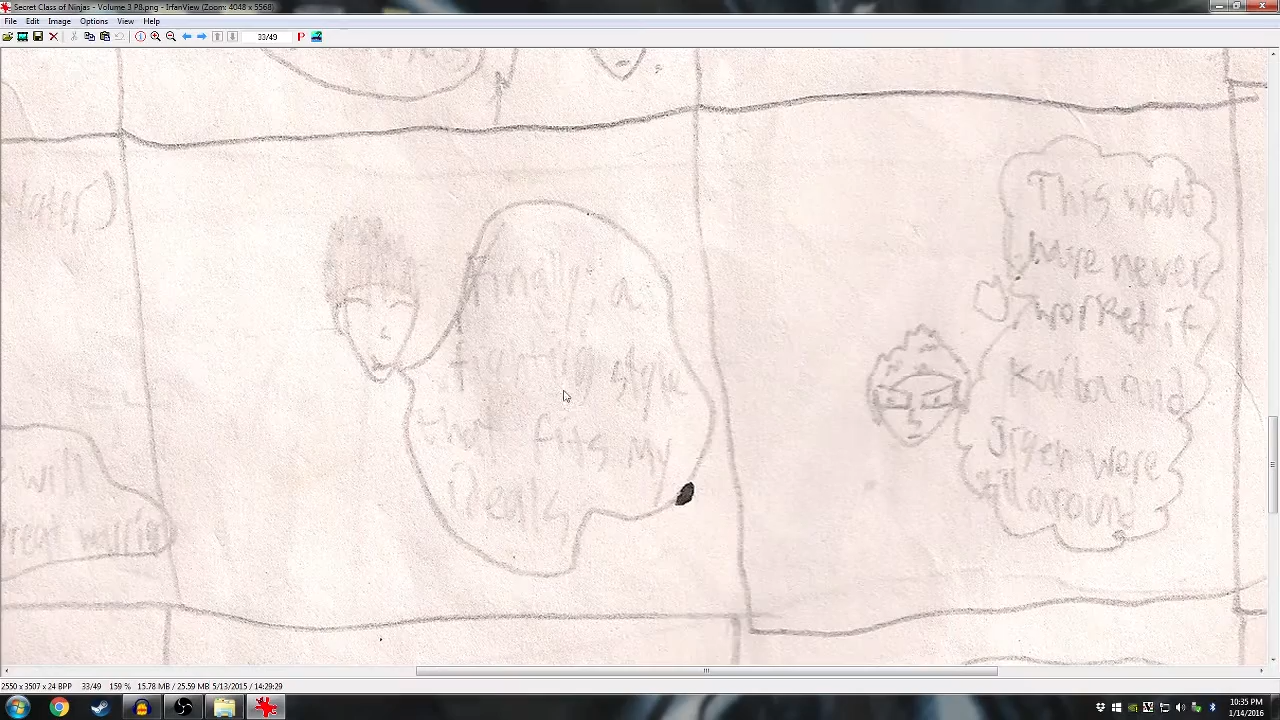 Secret Class of Ninjas - Volume 3 P8.png - IrfanView (Zoom: 4048 x 5568)
File Edit Image Options View Help
33/49
later)
Finally, a
fighting style
that fits my
ideals
This would
have never
worked if
Kaiba and
Jigen were
around
e will
reat warrior
2550 x 3507 x 24 BPP 33/49 159 % 15.78 MB / 25.59 MB 5/13/2015 / 14:29:29
10:35 PM
1/14/2016